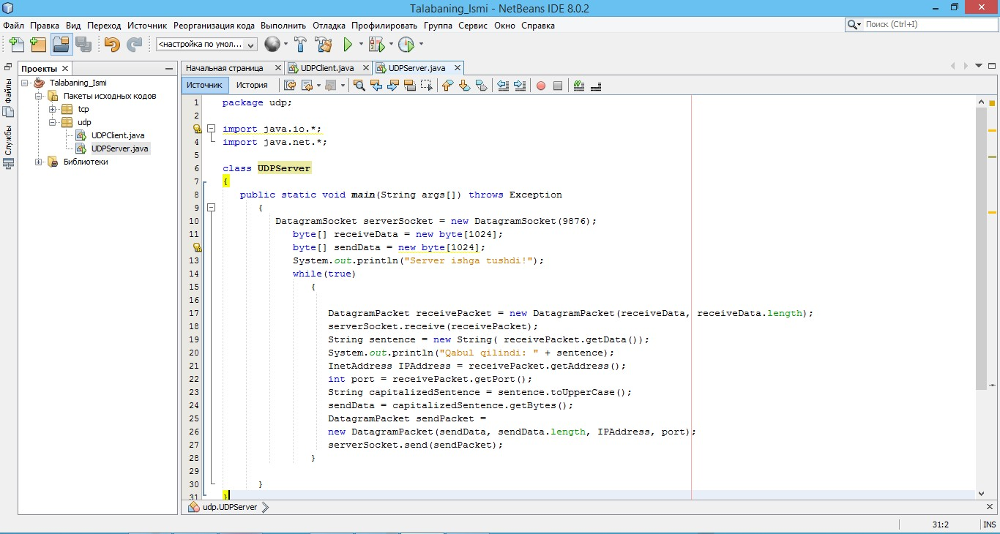 Talabaning_Ismi - NetBeans IDE 8.0.2
Файл Правка Вид Переход Источник Реорганизация кода Выполнить Отладка Профилировать Группа Сервис Окно Справка
Поиск (Ctrl+I)
<настройка по умол...
Файлы
Службы
Проекты
Talabaning_Ismi
Пакеты исходных кодов
tcp
udp
UDPClient.java
UDPServer.java
Библиотеки
Начальная страница UDPClient.java UDPServer.java
Источник История
1 package udp;
2
import java.io.*;
4 import java.net.*;
5
6 class UDPServer
7 {
8 public static void main(String args[]) throws Exception
9 {
10 DatagramSocket serverSocket = new DatagramSocket(9876);
11 byte[] receiveData = new byte[1024];
byte[] sendData = new byte[1024];
13 System.out.println("Server ishga tushdi!");
14 while(true)
15 {
16
17 DatagramPacket receivePacket = new DatagramPacket(receiveData, receiveData.length);
18 serverSocket.receive(receivePacket);
19 String sentence = new String( receivePacket.getData());
20 System.out.println("Qabul qilindi: " + sentence);
21 InetAddress IPAddress = receivePacket.getAddress();
22 int port = receivePacket.getPort();
23 String capitalizedSentence = sentence.toUpperCase();
24 sendData = capitalizedSentence.getBytes();
25 DatagramPacket sendPacket =
26 new DatagramPacket(sendData, sendData.length, IPAddress, port);
27 serverSocket.send(sendPacket);
28 }
29
30 }
31 }
udp.UDPServer
31:2 INS